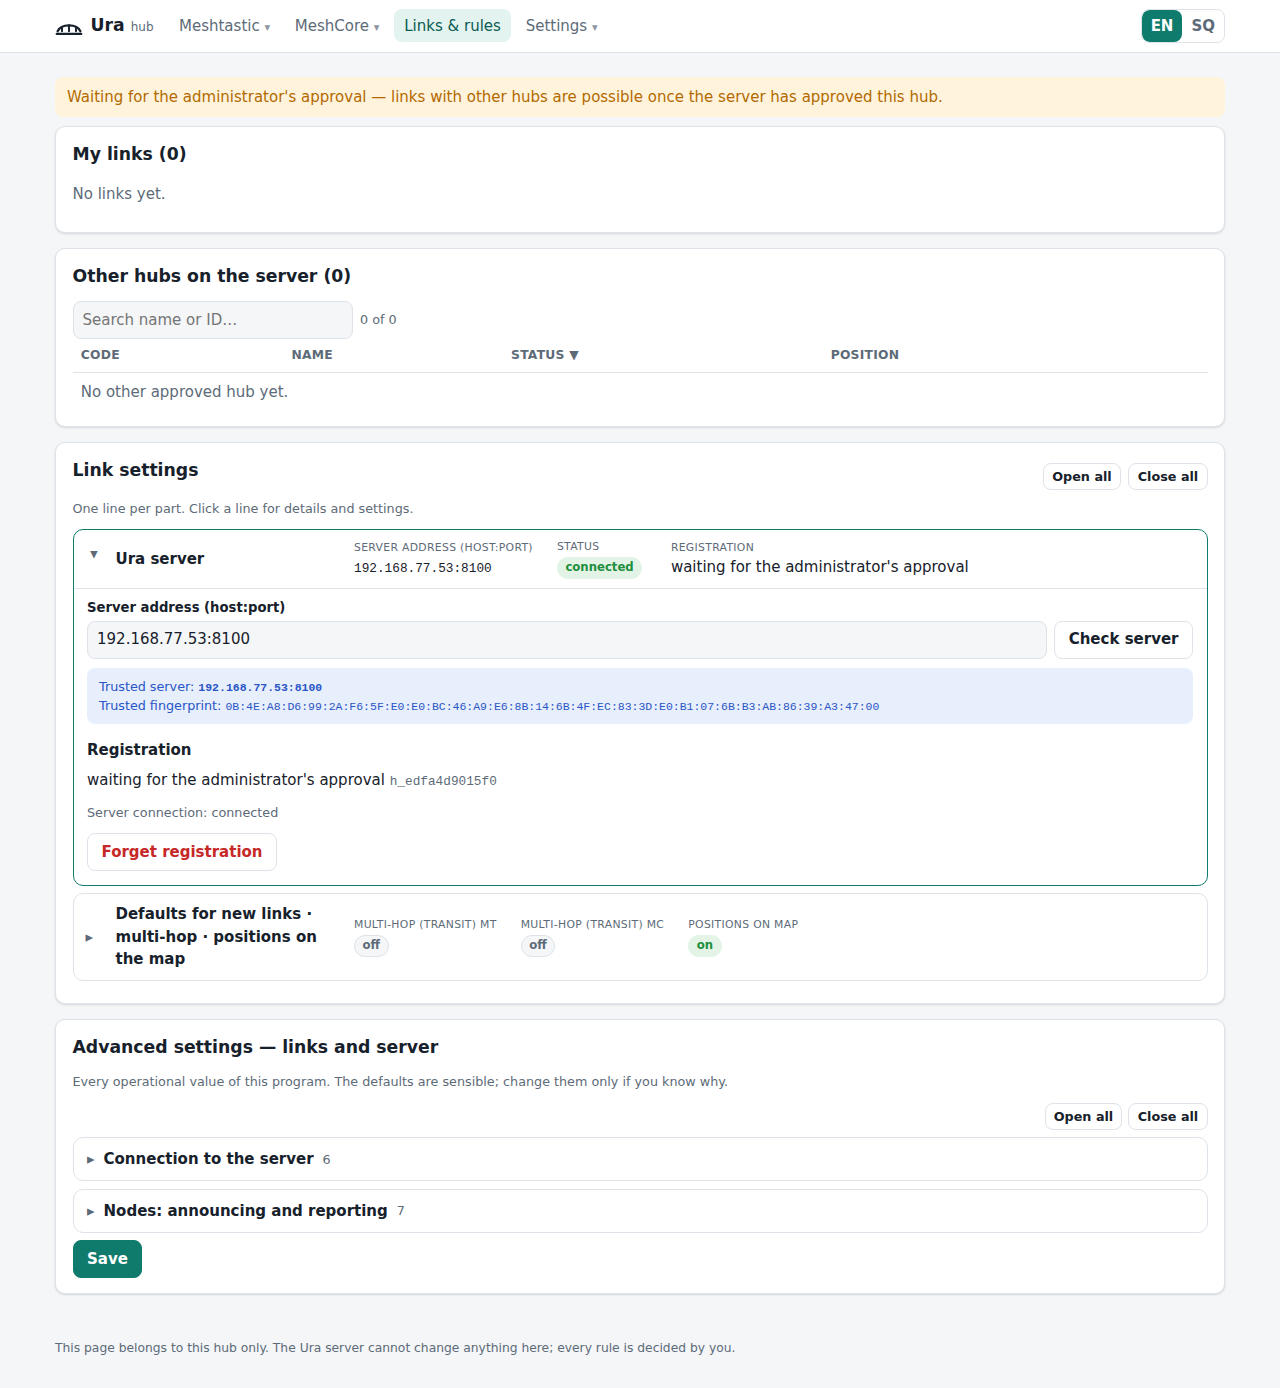 Ura hub Meshtastic ▾ MeshCore ▾ Links & rules Settings ▾ EN SQ
Waiting for the administrator's approval — links with other hubs are possible once the server has approved this hub.
My links (0)
No links yet.
Other hubs on the server (0)
Search name or ID... 0 of 0
CODE NAME STATUS ▼ POSITION
No other approved hub yet.
Link settings Open all Close all
One line per part. Click a line for details and settings.
▼ Ura server SERVER ADDRESS (HOST:PORT) STATUS REGISTRATION
192.168.77.53:8100 connected waiting for the administrator's approval
Server address (host:port)
192.168.77.53:8100 Check server
Trusted server: 192.168.77.53:8100
Trusted fingerprint: 0B:4E:A8:D6:99:2A:F6:5F:E0:E0:BC:46:A9:E6:8B:14:6B:4F:EC:83:3D:E0:B1:07:6B:B3:AB:86:39:A3:47:00
Registration
waiting for the administrator's approval h_edfa4d9015f0
Server connection: connected
Forget registration
▸ Defaults for new links ·
multi-hop · positions on
the map
MULTI-HOP (TRANSIT) MT MULTI-HOP (TRANSIT) MC POSITIONS ON MAP
off off on
Advanced settings — links and server
Every operational value of this program. The defaults are sensible; change them only if you know why.
Open all Close all
▸ Connection to the server 6
▸ Nodes: announcing and reporting 7
Save
This page belongs to this hub only. The Ura server cannot change anything here; every rule is decided by you.